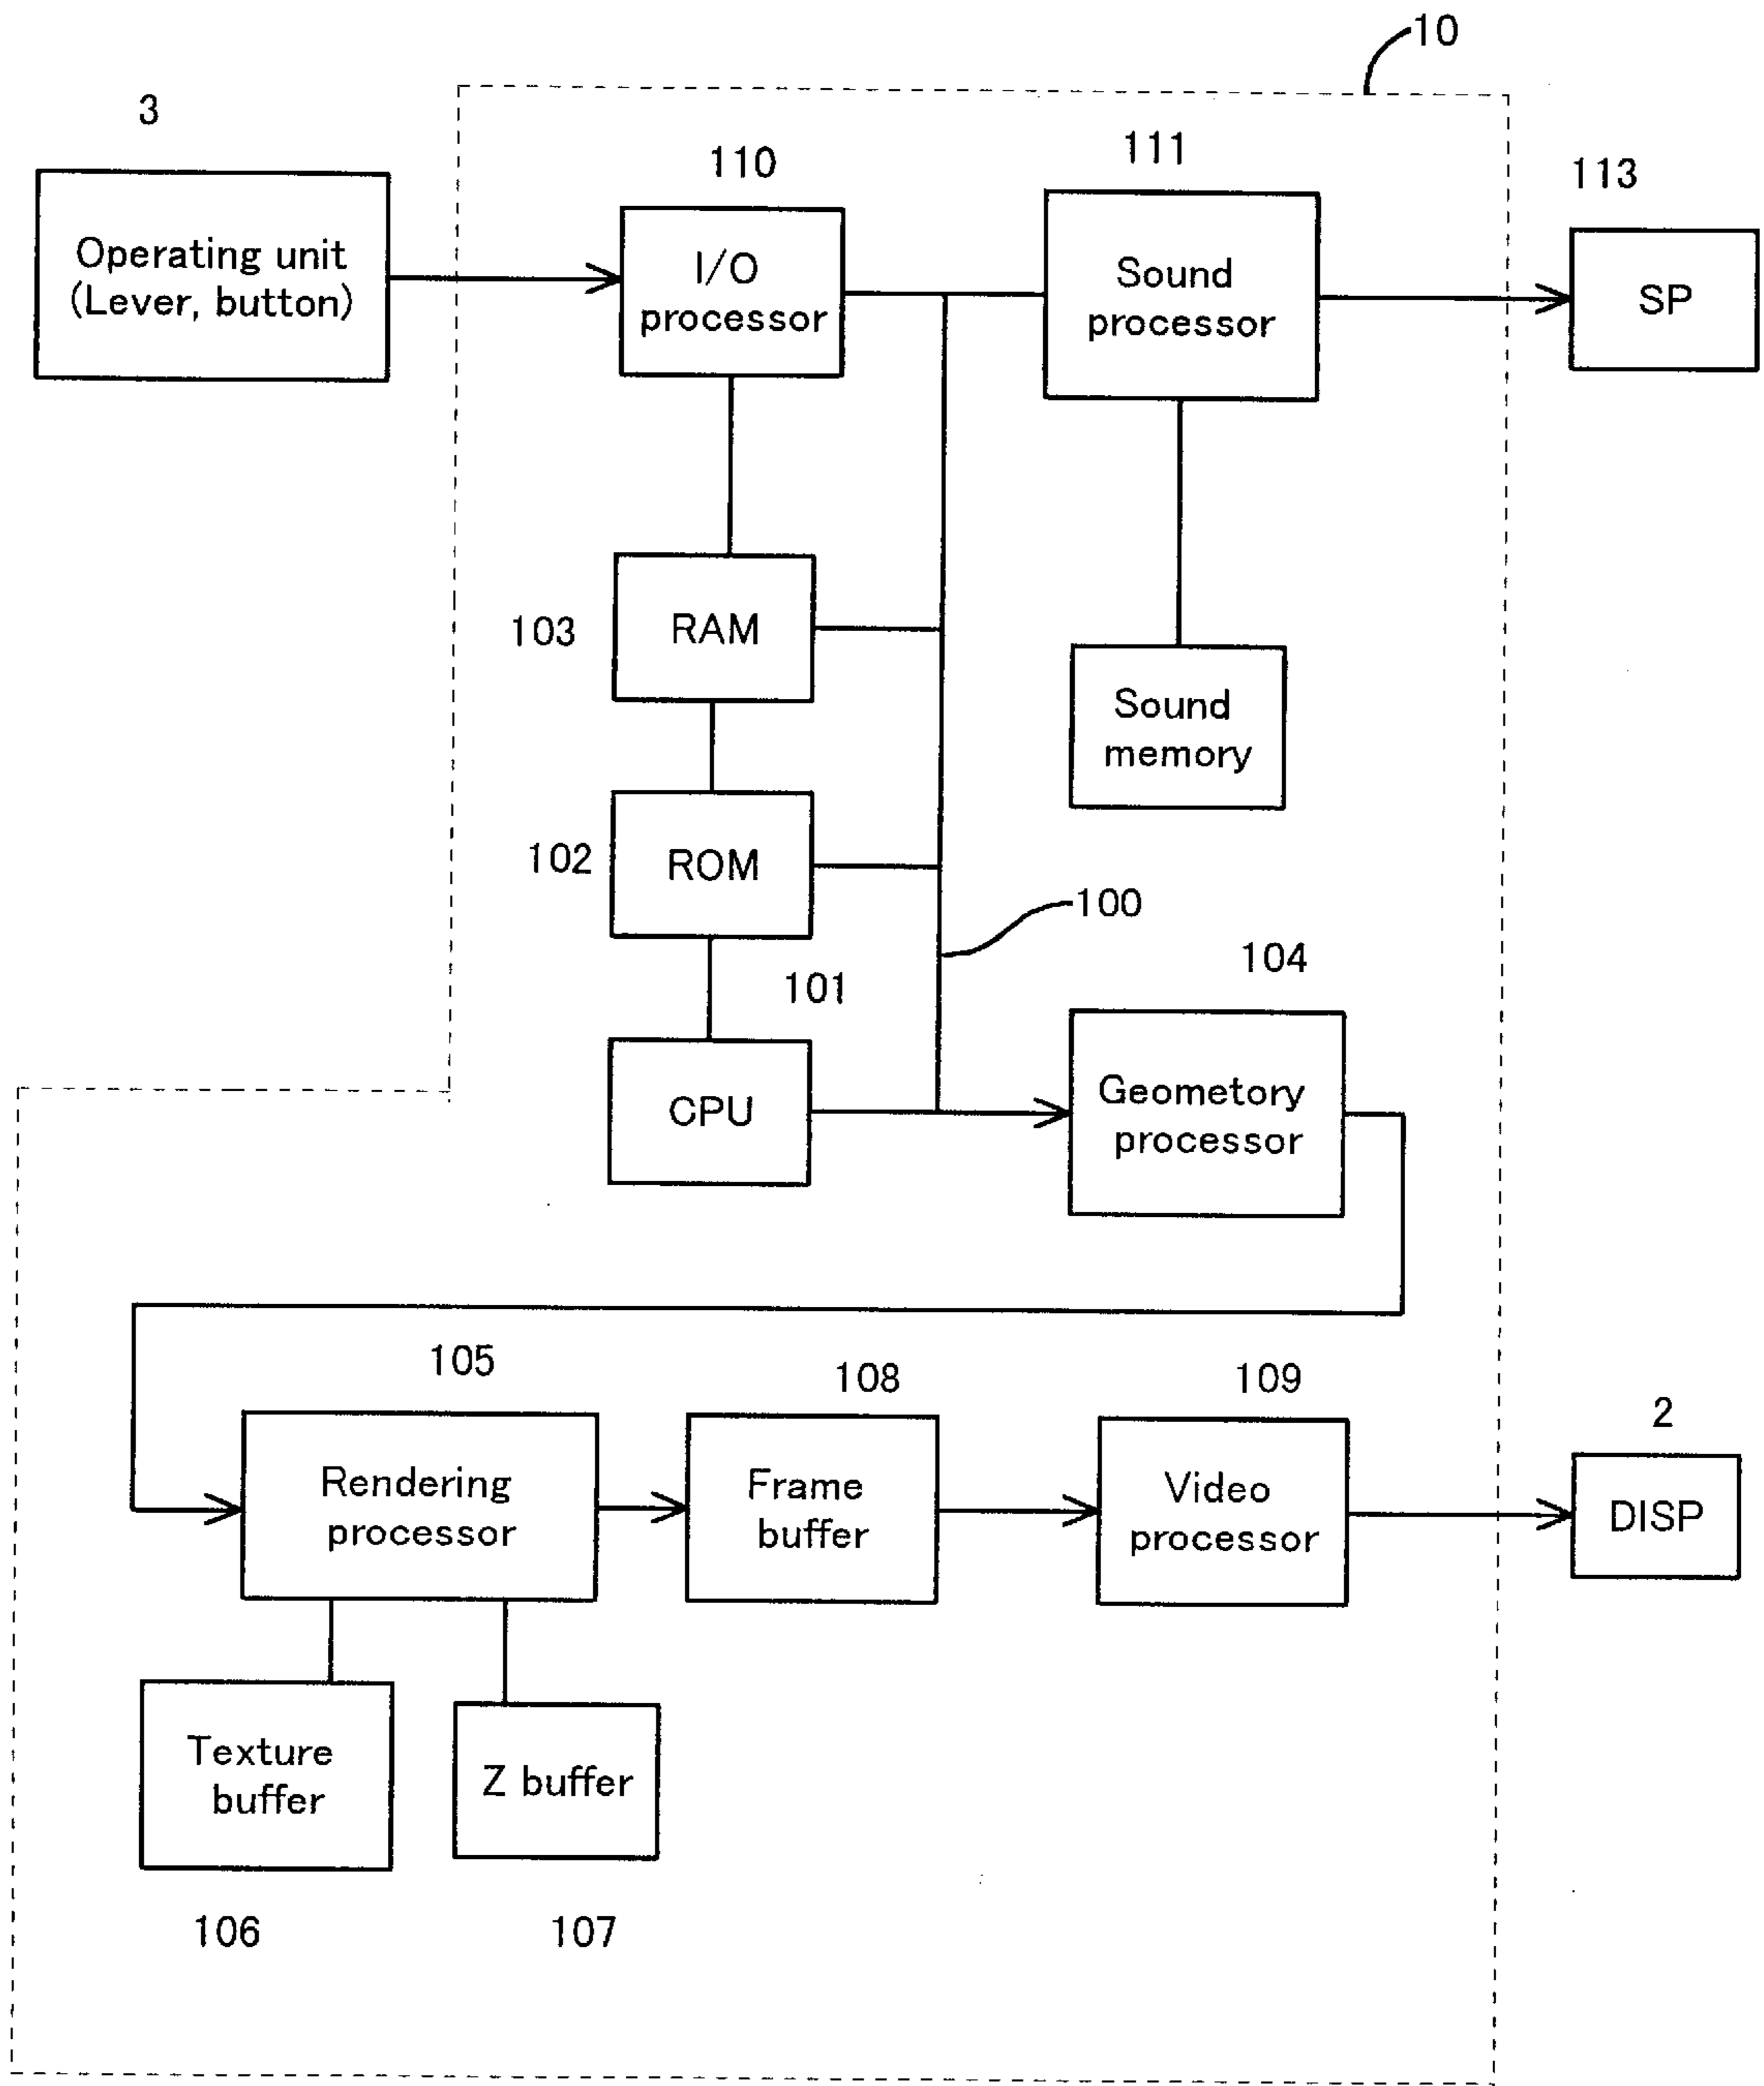 10
3
110
111
113
Operating unit
(Lever, button)
I/O
processor
Sound
processor
SP
103
RAM
Sound
memory
102
ROM
100
101
104
CPU
Geometory
processor
105
108
109
2
Rendering
processor
Frame
buffer
Video
processor
DISP
Texture
buffer
Z buffer
106
107